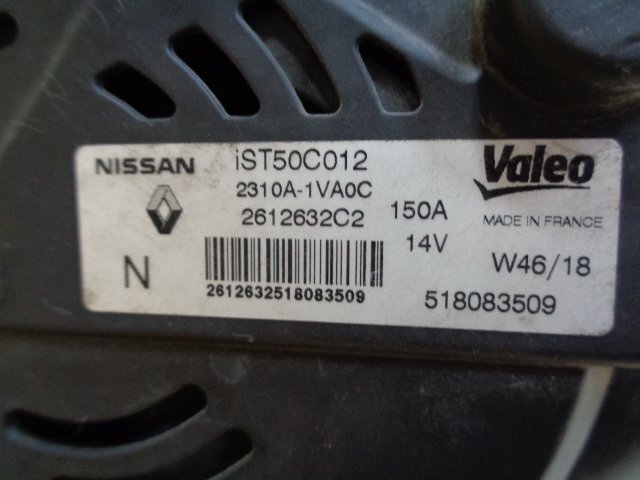 NISSAN iST50C012 Valeo
2310A-1VA0C
2612632C2 150A MADE IN FRANCE
N 14V W46/18
2612632518083509 518083509